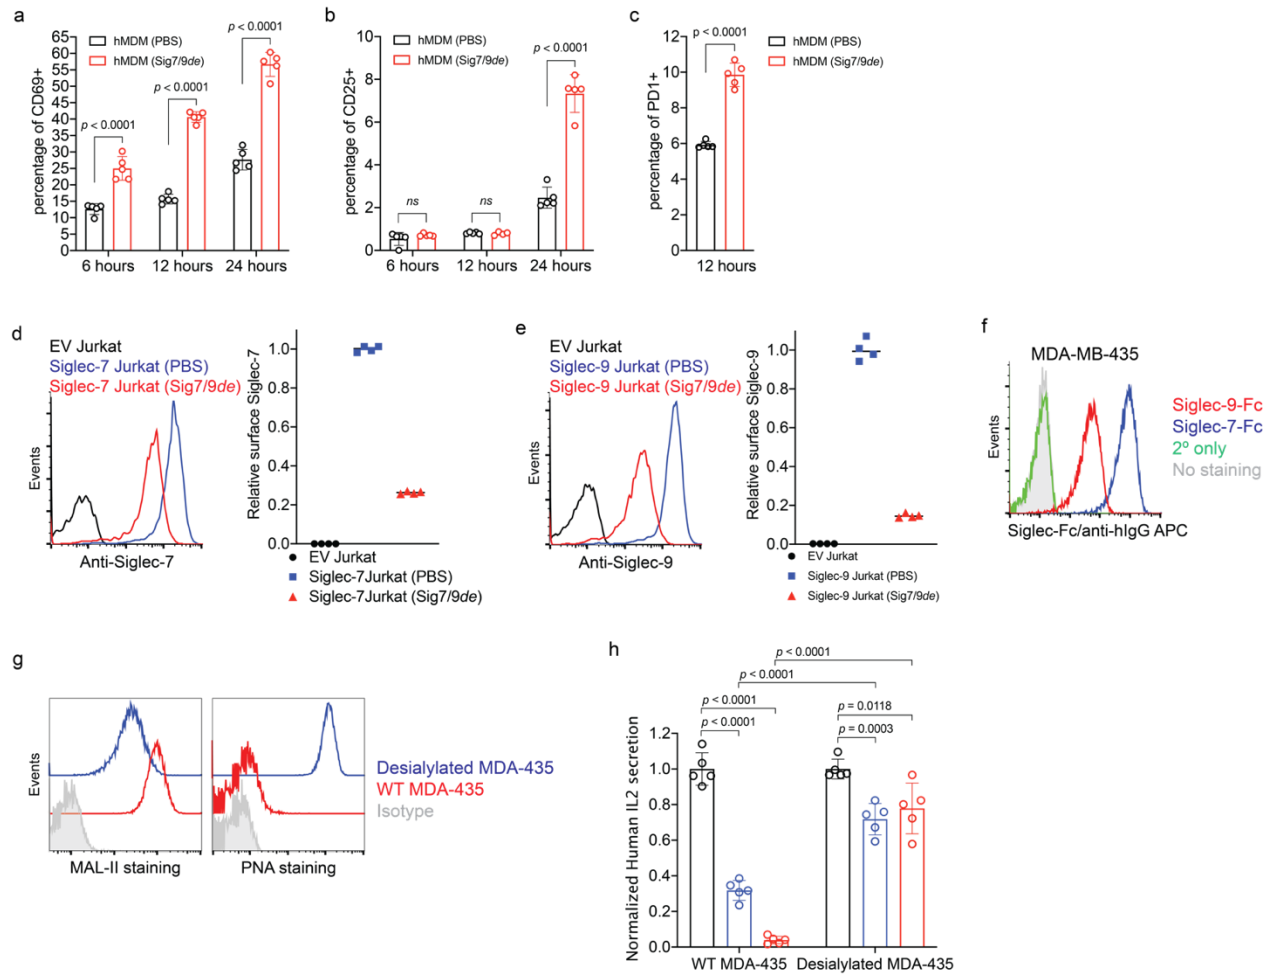 a
percentage of CD69+
65
60
55
50
45
40
35
30
25
20
15
10
5
0
hMDM (PBS)
hMDM (Sig7/9de)
p < 0.0001
p < 0.0001
p < 0.0001
6 hours 12 hours 24 hours
b
percentage of CD25+
10
8
6
4
2
0
hMDM (PBS)
hMDM (Sig7/9de)
p < 0.0001
ns
ns
6 hours 12 hours 24 hours
c
percentage of PD1+
12
10
8
6
4
2
0
p < 0.0001
hMDM (PBS)
hMDM (Sig7/9de)
12 hours
d
EV Jurkat
Siglec-7 Jurkat (PBS)
Siglec-7 Jurkat (Sig7/9de)
Events
Anti-Siglec-7
Relative surface Siglec-7
1.0
0.8
0.6
0.4
0.2
0.0
EV Jurkat
Siglec-7Jurkat (PBS)
Siglec-7Jurkat (Sig7/9de)
e
EV Jurkat
Siglec-9 Jurkat (PBS)
Siglec-9 Jurkat (Sig7/9de)
Events
Anti-Siglec-9
Relative surface Siglec-9
1.0
0.8
0.6
0.4
0.2
0.0
EV Jurkat
Siglec-9 Jurkat (PBS)
Siglec-9 Jurkat (Sig7/9de)
f
MDA-MB-435
Events
Siglec-9-Fc
Siglec-7-Fc
2º only
No staining
Siglec-Fc/anti-hIgG APC
g
Events
Desialylated MDA-435
WT MDA-435
Isotype
MAL-II staining
PNA staining
h
Normalized Human IL2 secretion
1.2
1.0
0.8
0.6
0.4
0.2
0.0
p < 0.0001
p < 0.0001
p < 0.0001
p < 0.0001
p = 0.0118
p = 0.0003
WT MDA-435 Desialylated MDA-435